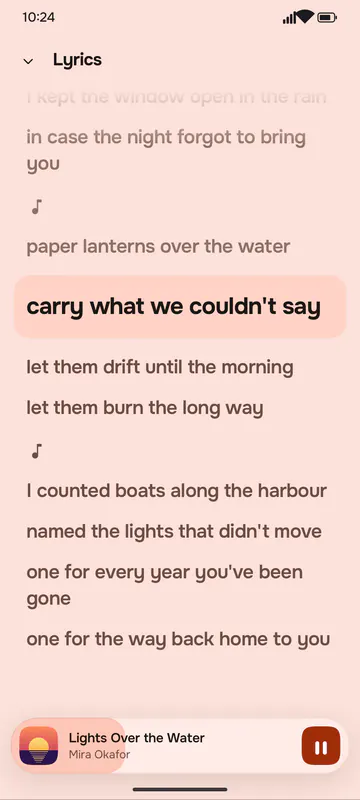 10:24
Lyrics
I kept the window open in the rain
in case the night forgot to bring
you
paper lanterns over the water
carry what we couldn't say
let them drift until the morning
let them burn the long way
I counted boats along the harbour
named the lights that didn't move
one for every year you've been
gone
one for the way back home to you
Lights Over the Water
Mira Okafor